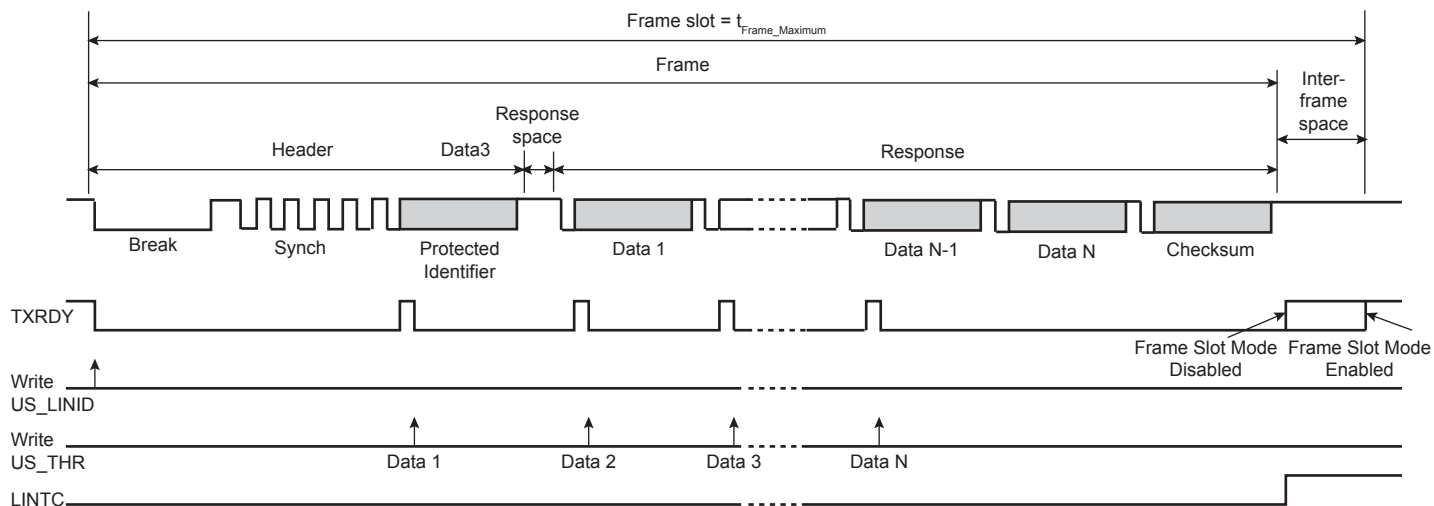 Frame slot = tFrame_Maximum
Frame
Inter-
frame
space
Response
space
Header
Data3
Response
Break
Synch
Protected
Identifier
Data 1
Data N-1
Data N
Checksum
TXRDY
Frame Slot Mode
Disabled
Frame Slot Mode
Enabled
Write
US_LINID
Write
US_THR
Data 1
Data 2
Data 3
Data N
LINTC